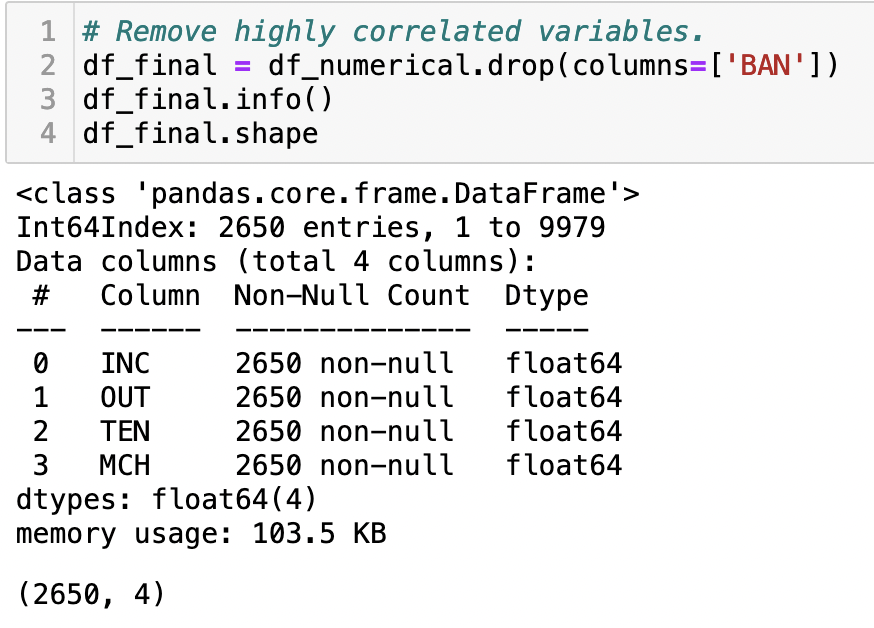 1 # Remove highly correlated variables.
2 df_final = df_numerical.drop(columns=['BAN'])
3 df_final.info()
4 df_final.shape
<class 'pandas.core.frame.DataFrame'>
Int64Index: 2650 entries, 1 to 9979
Data columns (total 4 columns):
 #   Column  Non-Null Count  Dtype
---  ------  --------------  -----
 0   INC     2650 non-null   float64
 1   OUT     2650 non-null   float64
 2   TEN     2650 non-null   float64
 3   MCH     2650 non-null   float64
dtypes: float64(4)
memory usage: 103.5 KB
(2650, 4)